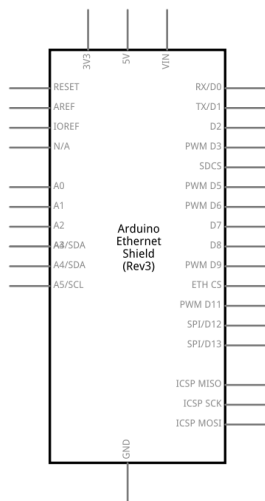 3V3
5V
VIN
RESET
AREF
IOREF
N/A
A0
A1
A2
A4/SDA
A5/SCL
Arduino
Ethernet
Shield
(Rev3)
RX/D0
TX/D1
D2
PWM D3
SDCS
PWM D5
PWM D6
D7
D8
PWM D9
ETH CS
PWM D11
SPI/D12
SPI/D13
ICSP MISO
ICSP SCK
ICSP MOSI
GND